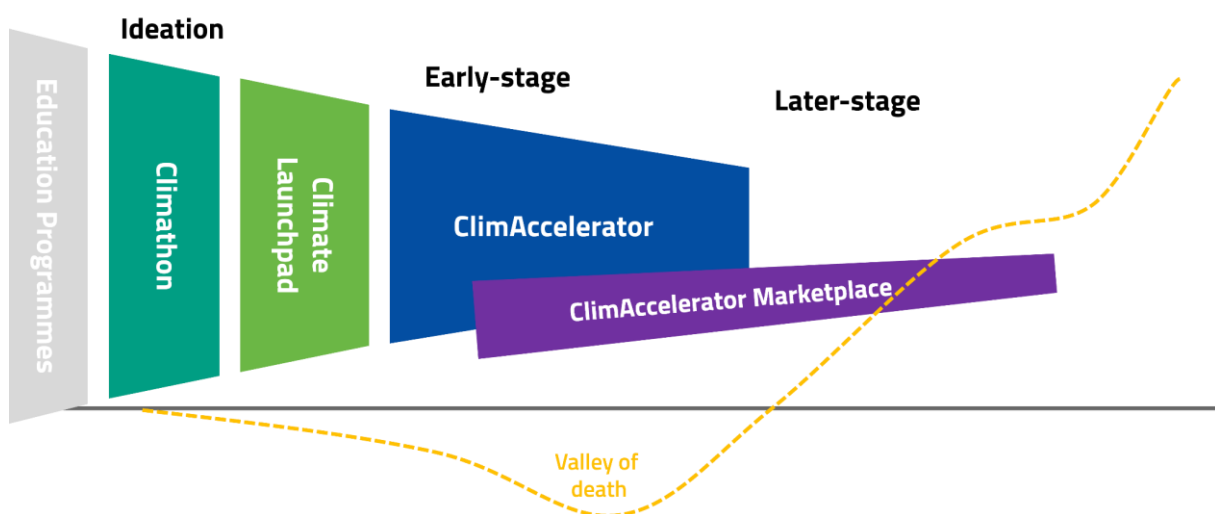 Ideation
Early-stage
Later-stage
Education Programmes
Climathon
Climate
Launchpad
ClimAccelerator
ClimAccelerator Marketplace
Valley of
death